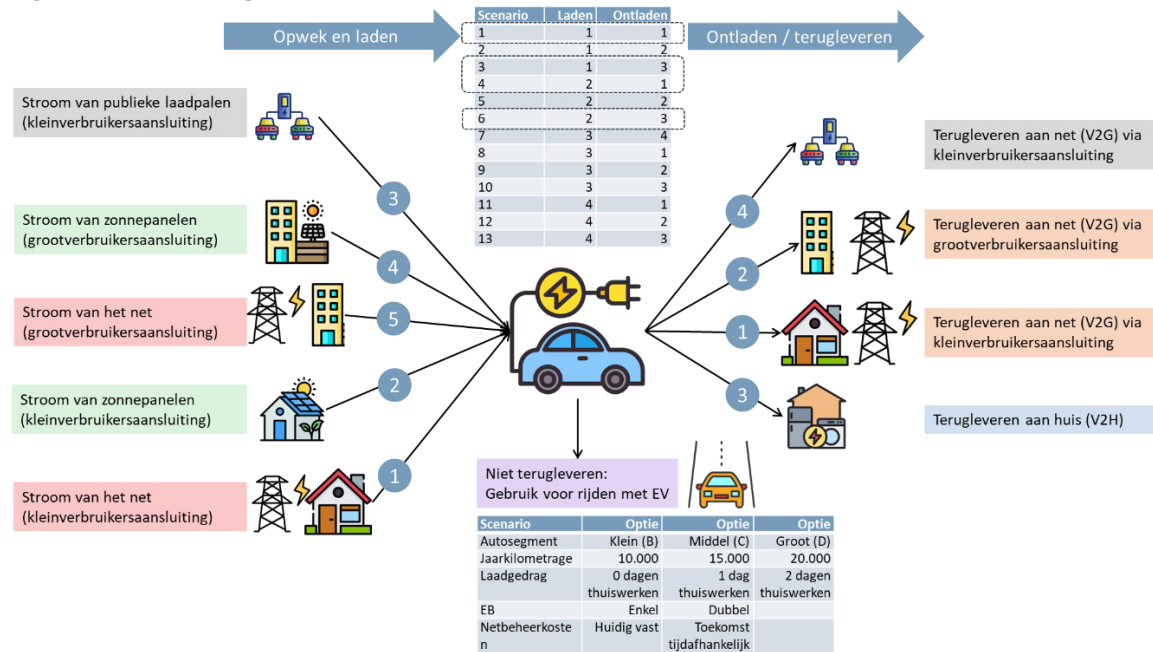 Opwek en laden
Scenario Laden Ontladen
1 1 1
2 1 2
3 1 3
4 2 1
5 2 2
6 2 3
7 3 4
8 3 1
9 3 2
10 3 3
11 4 1
12 4 2
13 4 3
Ontladen / terugleveren
Stroom van publieke laadpalen
(kleinverbruikersaansluiting)
3
Stroom van zonnepanelen
(grootverbruikersaansluiting)
4
Stroom van het net
(grootverbruikersaansluiting)
5
Stroom van zonnepanelen
(kleinverbruikersaansluiting)
2
Stroom van het net
(kleinverbruikersaansluiting)
1
Terugleveren aan net (V2G) via
kleinverbruikersaansluiting
4
Terugleveren aan net (V2G) via
grootverbruikersaansluiting
2
Terugleveren aan net (V2G) via
kleinverbruikersaansluiting
1
Terugleveren aan huis (V2H)
3
Niet terugleveren:
Gebruik voor rijden met EV
Scenario Optie Optie Optie
Autosegment Klein (B) Middel (C) Groot (D)
Jaarkilometrage 10.000 15.000 20.000
Laadgedrag 0 dagen 1 dag 2 dagen
thuiswerken thuiswerken thuiswerken
EB Enkel Dubbel
Netbeheerkoste Huidig vast Toekomst
n tijdafhankelijk